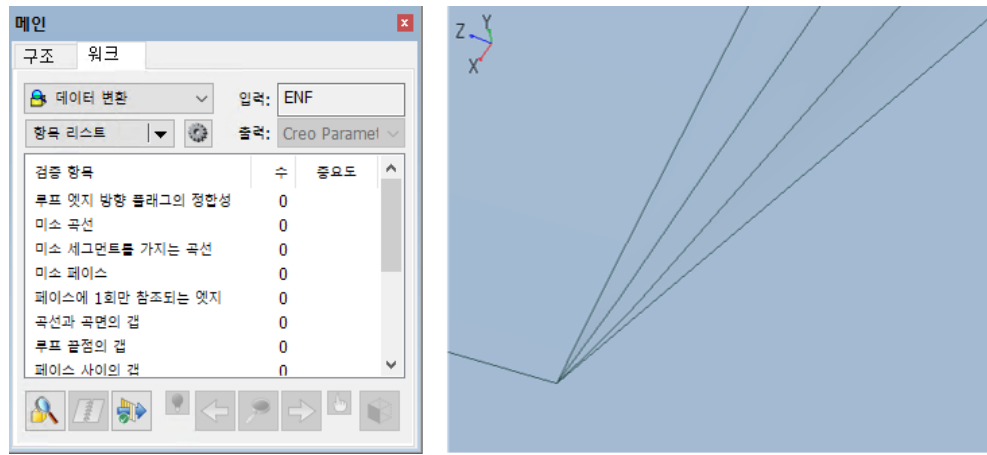 메인
구조 워크
데이터 변환 입력: ENF
항목 리스트 출력: Creo Paramet
검증 항목 수 중요도
루프 엣지 방향 플래그의 정합성 0
미소 곡선 0
미소 세그먼트를 가지는 곡선 0
미소 페이스 0
페이스에 1회만 참조되는 엣지 0
곡선과 곡면의 갭 0
루프 끝점의 갭 0
페이스 사이의 갭 0
Z Y
X